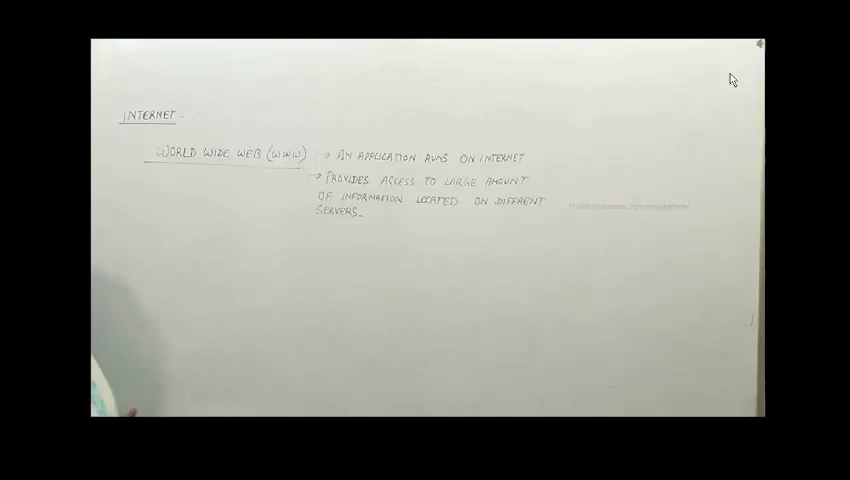 INTERNET -
WORLD WIDE WEB (WWW) → AN APPLICATION RUNS ON INTERNET
→ PROVIDES ACCESS TO LARGE AMOUNT
OF INFORMATION LOCATED ON DIFFERENT
SERVERS.